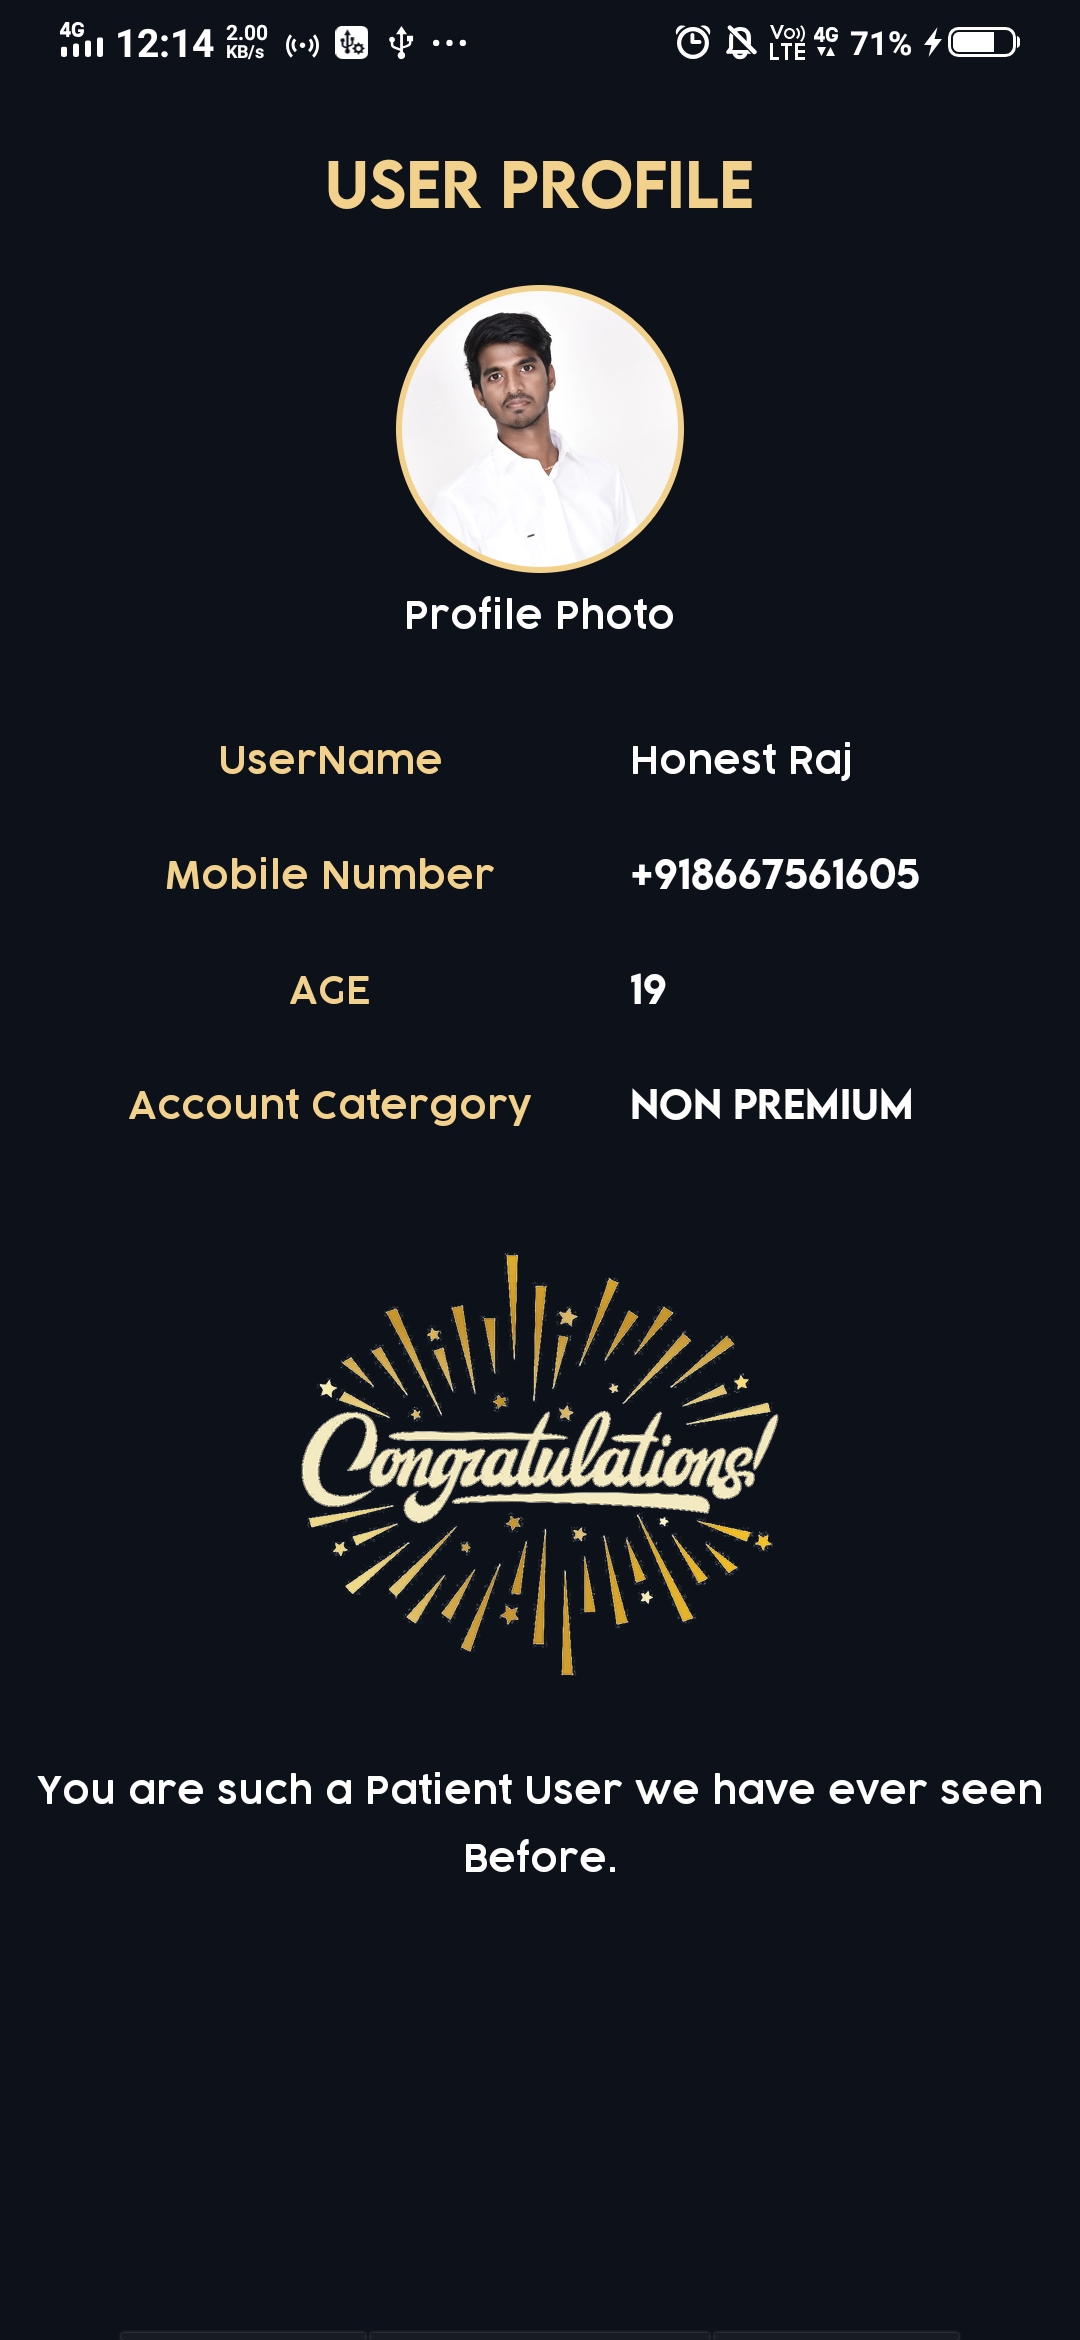 4G 12:14 2.00 KB/s Vo)) LTE 4G 71%
USER PROFILE
Profile Photo
UserName Honest Raj
Mobile Number +918667561605
AGE 19
Account Catergory NON PREMIUM
Congratulations!
You are such a Patient User we have ever seen
Before.